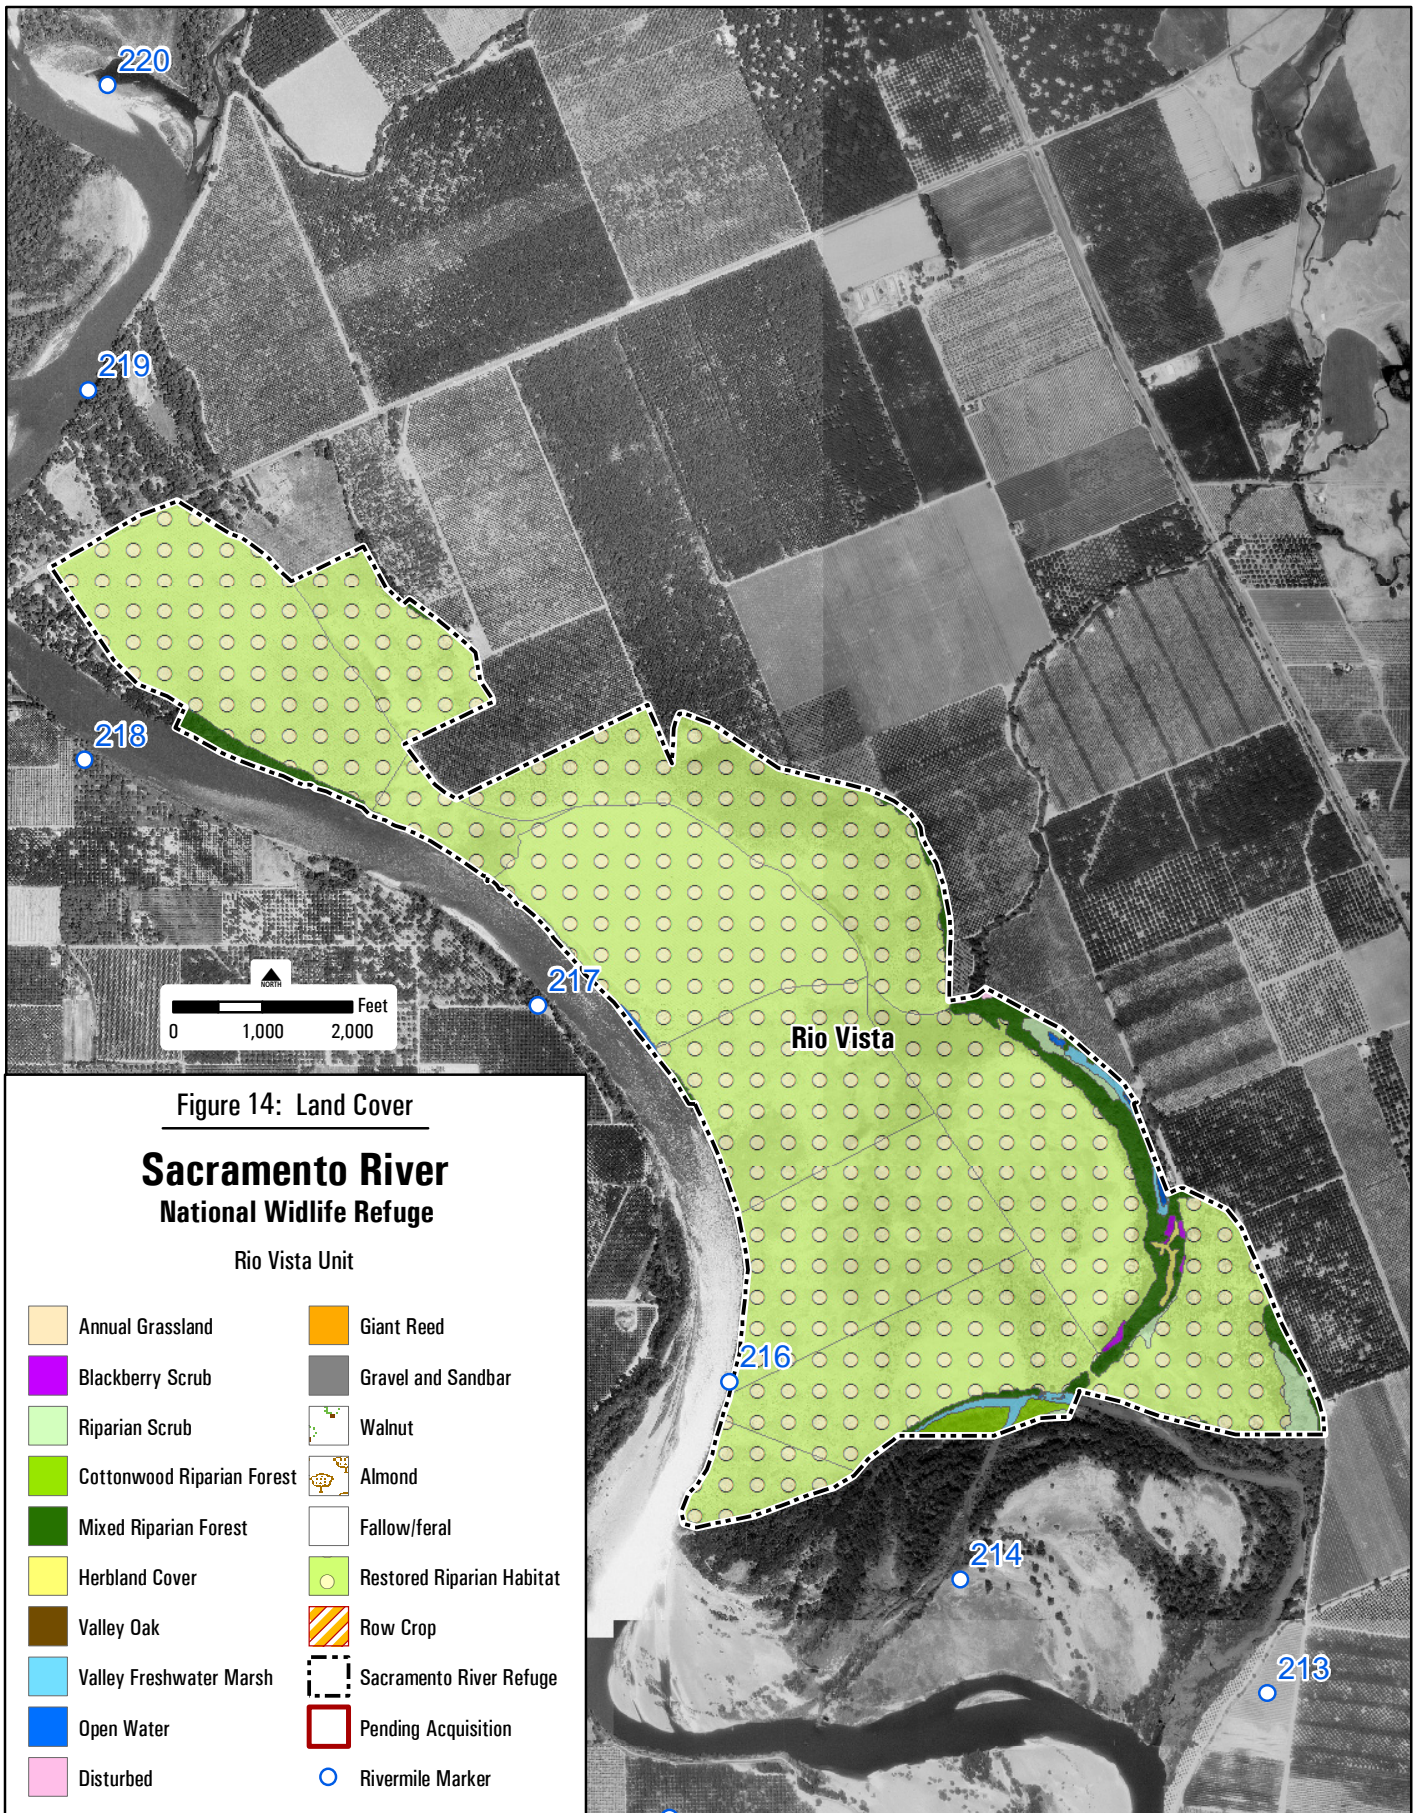 220
219
218
217
NORTH
Feet
0 1,000 2,000
Rio Vista
216
214
213
Figure 14: Land Cover
Sacramento River
National Wildlife Refuge
Rio Vista Unit
Annual Grassland
Blackberry Scrub
Riparian Scrub
Cottonwood Riparian Forest
Mixed Riparian Forest
Herbland Cover
Valley Oak
Valley Freshwater Marsh
Open Water
Disturbed
Giant Reed
Gravel and Sandbar
Walnut
Almond
Fallow/feral
Restored Riparian Habitat
Row Crop
Sacramento River Refuge
Pending Acquisition
Rivermile Marker